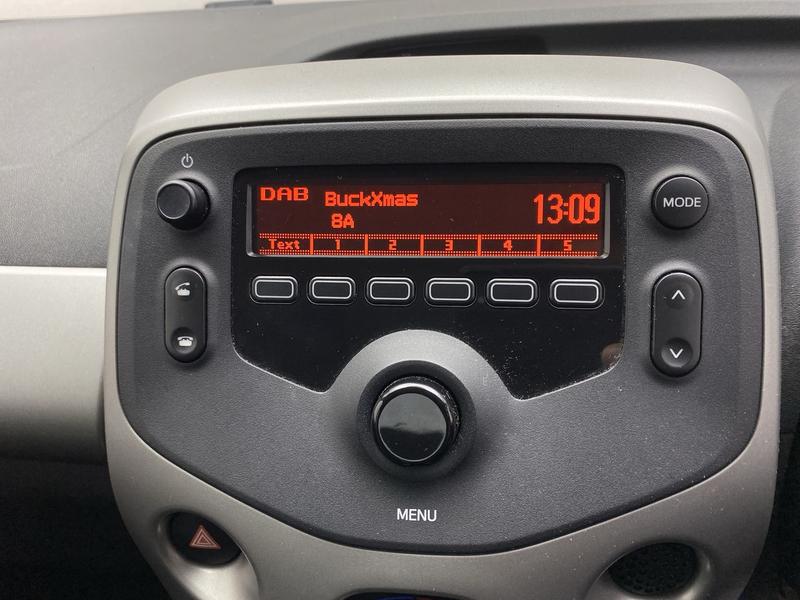 DAB BuckXmas 13:09
8A
Text 1 2 3 4 5
MODE
MENU